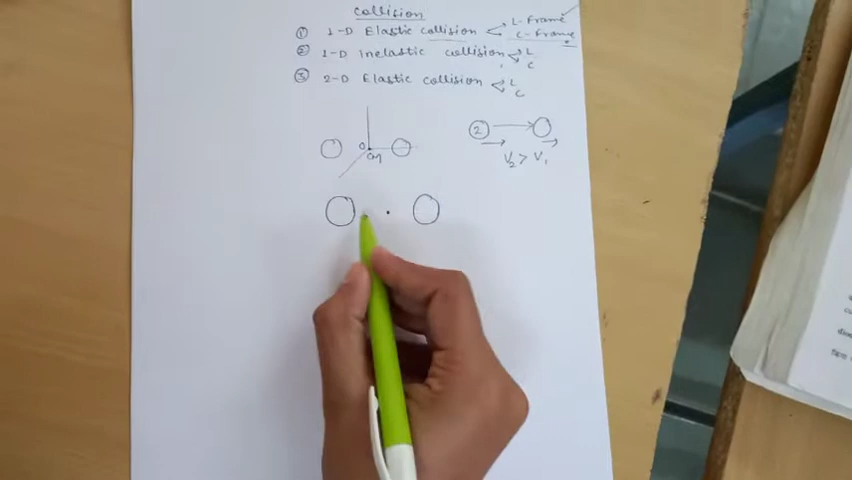 Collision
① 1-D Elastic collision < L-Frame
C-Frame
② 1-D Inelastic collision, < L
C
③ 2-D Elastic collision < L
C
O
CM
2
V₂ > V₁